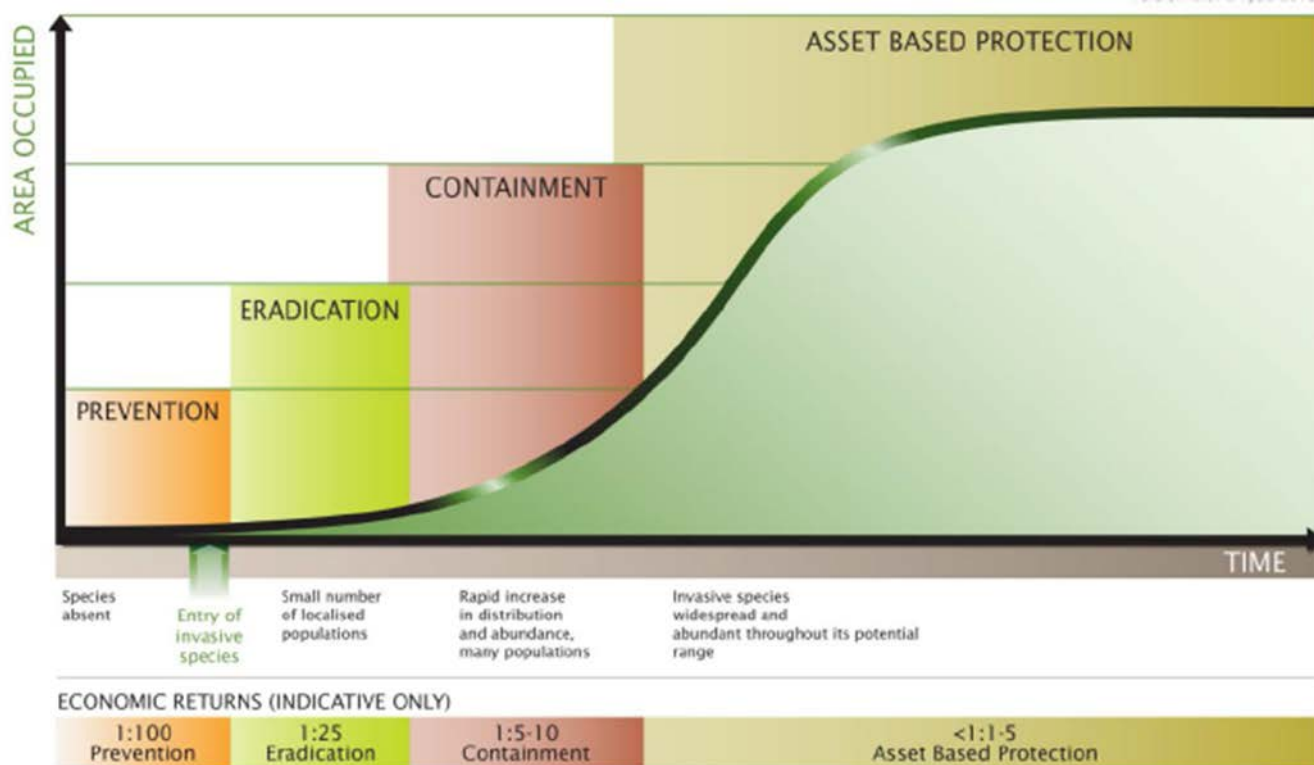 AREA OCCUPIED
ASSET BASED PROTECTION
CONTAINMENT
ERADICATION
PREVENTION
TIME
Species
absent
Entry of
invasive
species
Small number
of localised
populations
Rapid increase
in distribution
and abundance,
many populations
Invasive species
widespread and
abundant throughout its potential
range
ECONOMIC RETURNS (INDICATIVE ONLY)
1:100
Prevention
1:25
Eradication
1:5-10
Containment
<1:1-5
Asset Based Protection